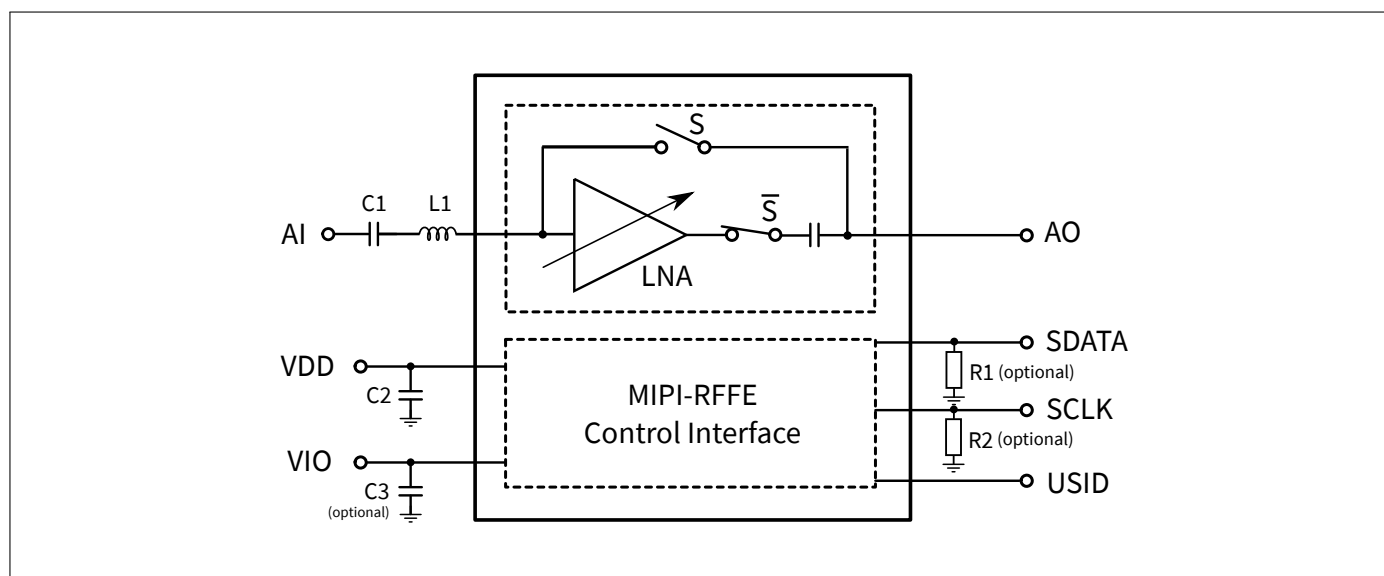 S
C1
L1
S̅
AI
AO
LNA
SDATA
VDD
R1 (optional)
C2
MIPI-RFFE
Control Interface
SCLK
R2 (optional)
VIO
C3
(optional)
USID